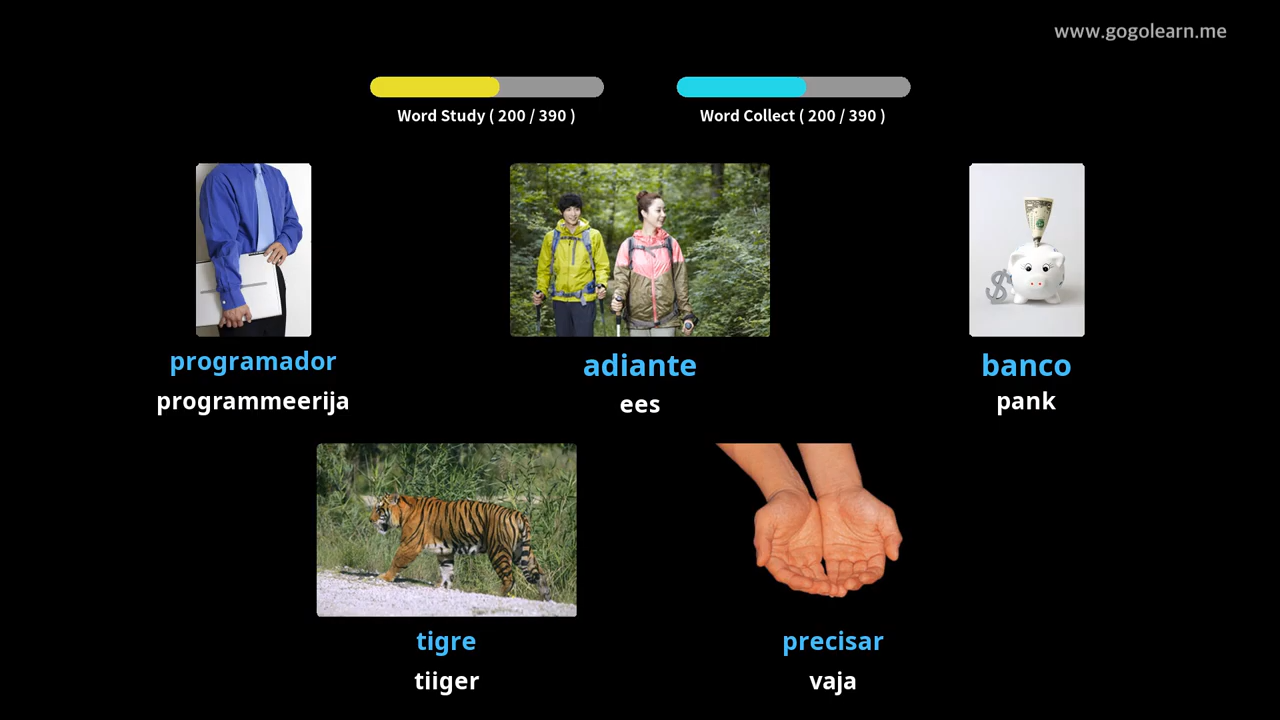 www.gogolearn.me
Word Study ( 200 / 390 )
Word Collect ( 200 / 390 )
programador
programmeerija
adiante
ees
banco
pank
tigre
tiiger
precisar
vaja